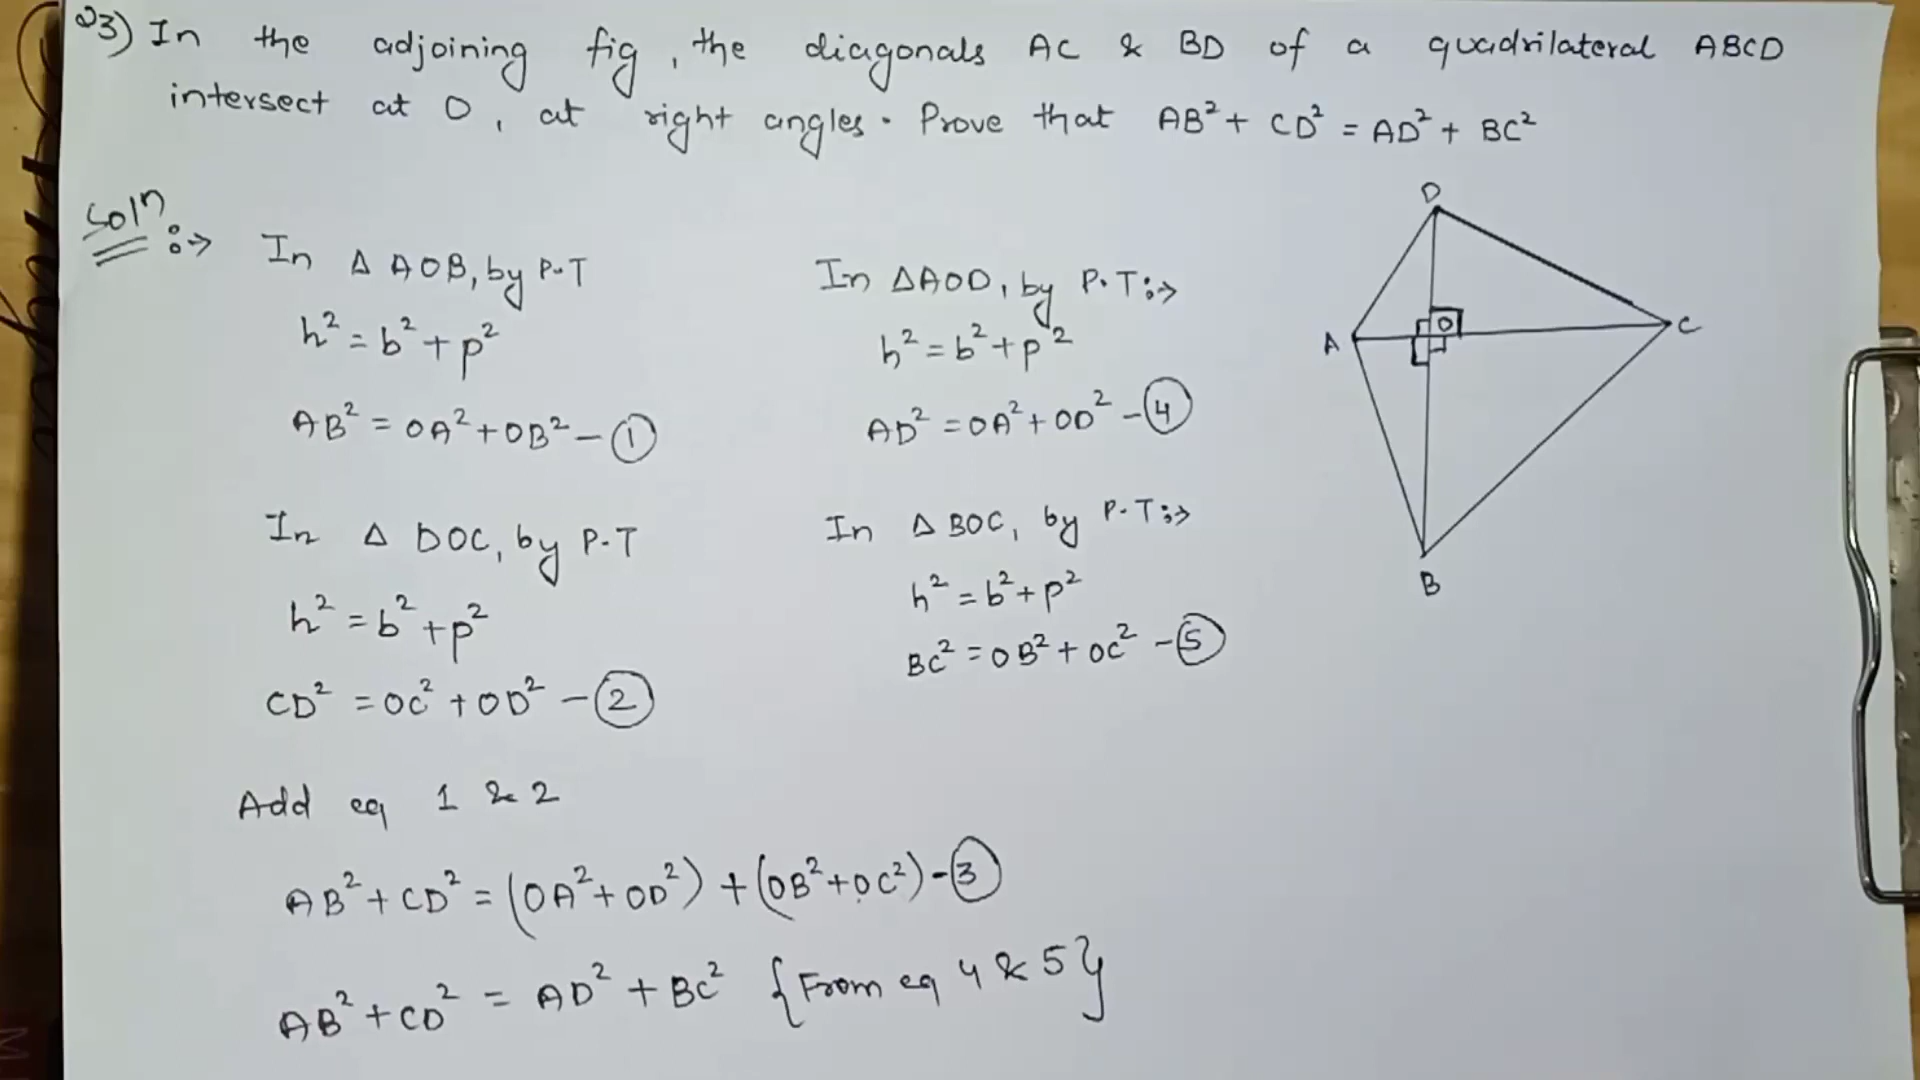 Q3) In the adjoining fig, the diagonals AC & BD of a quadrilateral ABCD
intersect at O, at right angles. Prove that AB² + CD² = AD² + BC²
Solⁿ :→
In Δ AOB, by P.T
h² = b² + p²
AB² = OA² + OB² - ①
In Δ DOC, by P.T
h² = b² + p²
CD² = OC² + OD² - ②
In ΔAOD, by P.T :→
h² = b² + p²
AD² = OA² + OD² - ④
In Δ BOC, by P.T :→
h² = b² + p²
BC² = OB² + OC² - ⑤
D
A
O
C
B
Add eq 1 & 2
AB² + CD² = (OA² + OD²) + (OB² + OC²) - ③
AB² + CD² = AD² + BC² {From eq 4 & 5}